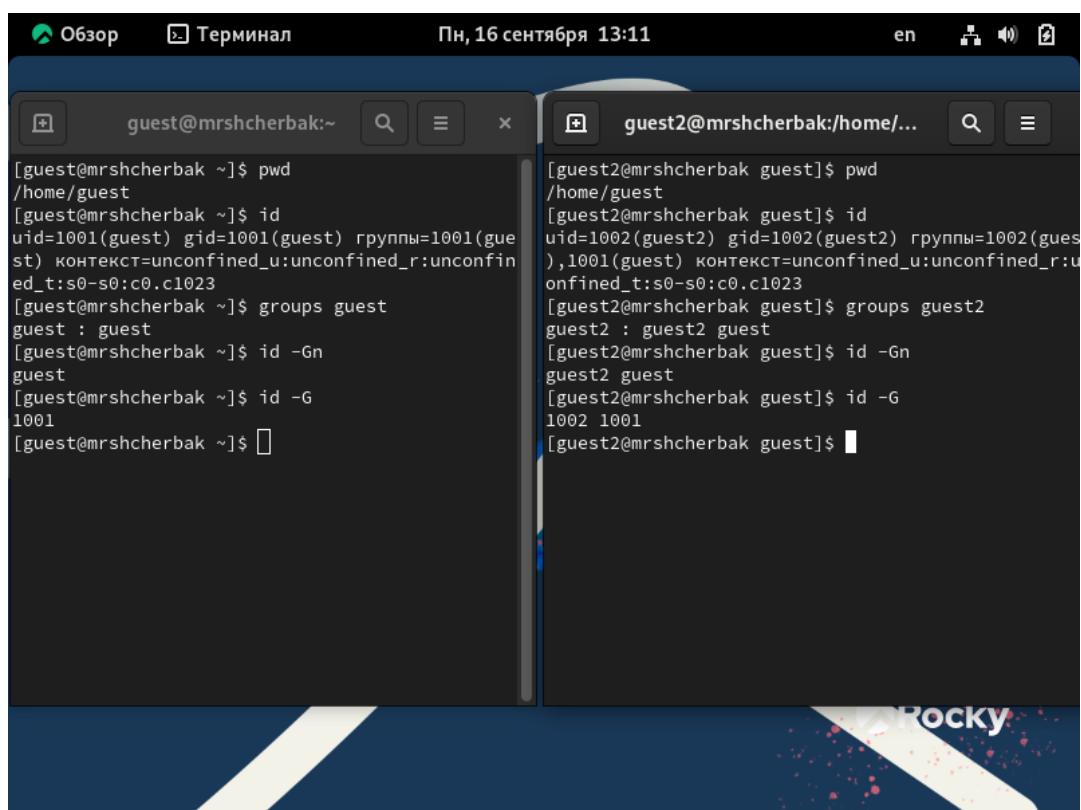 Обзор Терминал Пн, 16 сентября 13:11 en
guest@mrshcherbak:~
[guest@mrshcherbak ~]$ pwd
/home/guest
[guest@mrshcherbak ~]$ id
uid=1001(guest) gid=1001(guest) группы=1001(gue
st) контекст=unconfined_u:unconfined_r:unconfin
ed_t:s0-s0:c0.c1023
[guest@mrshcherbak ~]$ groups guest
guest : guest
[guest@mrshcherbak ~]$ id -Gn
guest
[guest@mrshcherbak ~]$ id -G
1001
[guest@mrshcherbak ~]$
guest2@mrshcherbak:/home/...
[guest2@mrshcherbak guest]$ pwd
/home/guest
[guest2@mrshcherbak guest]$ id
uid=1002(guest2) gid=1002(guest2) группы=1002(gues
),1001(guest) контекст=unconfined_u:unconfined_r:u
onfined_t:s0-s0:c0.c1023
[guest2@mrshcherbak guest]$ groups guest2
guest2 : guest2 guest
[guest2@mrshcherbak guest]$ id -Gn
guest2 guest
[guest2@mrshcherbak guest]$ id -G
1002 1001
[guest2@mrshcherbak guest]$
Rocky